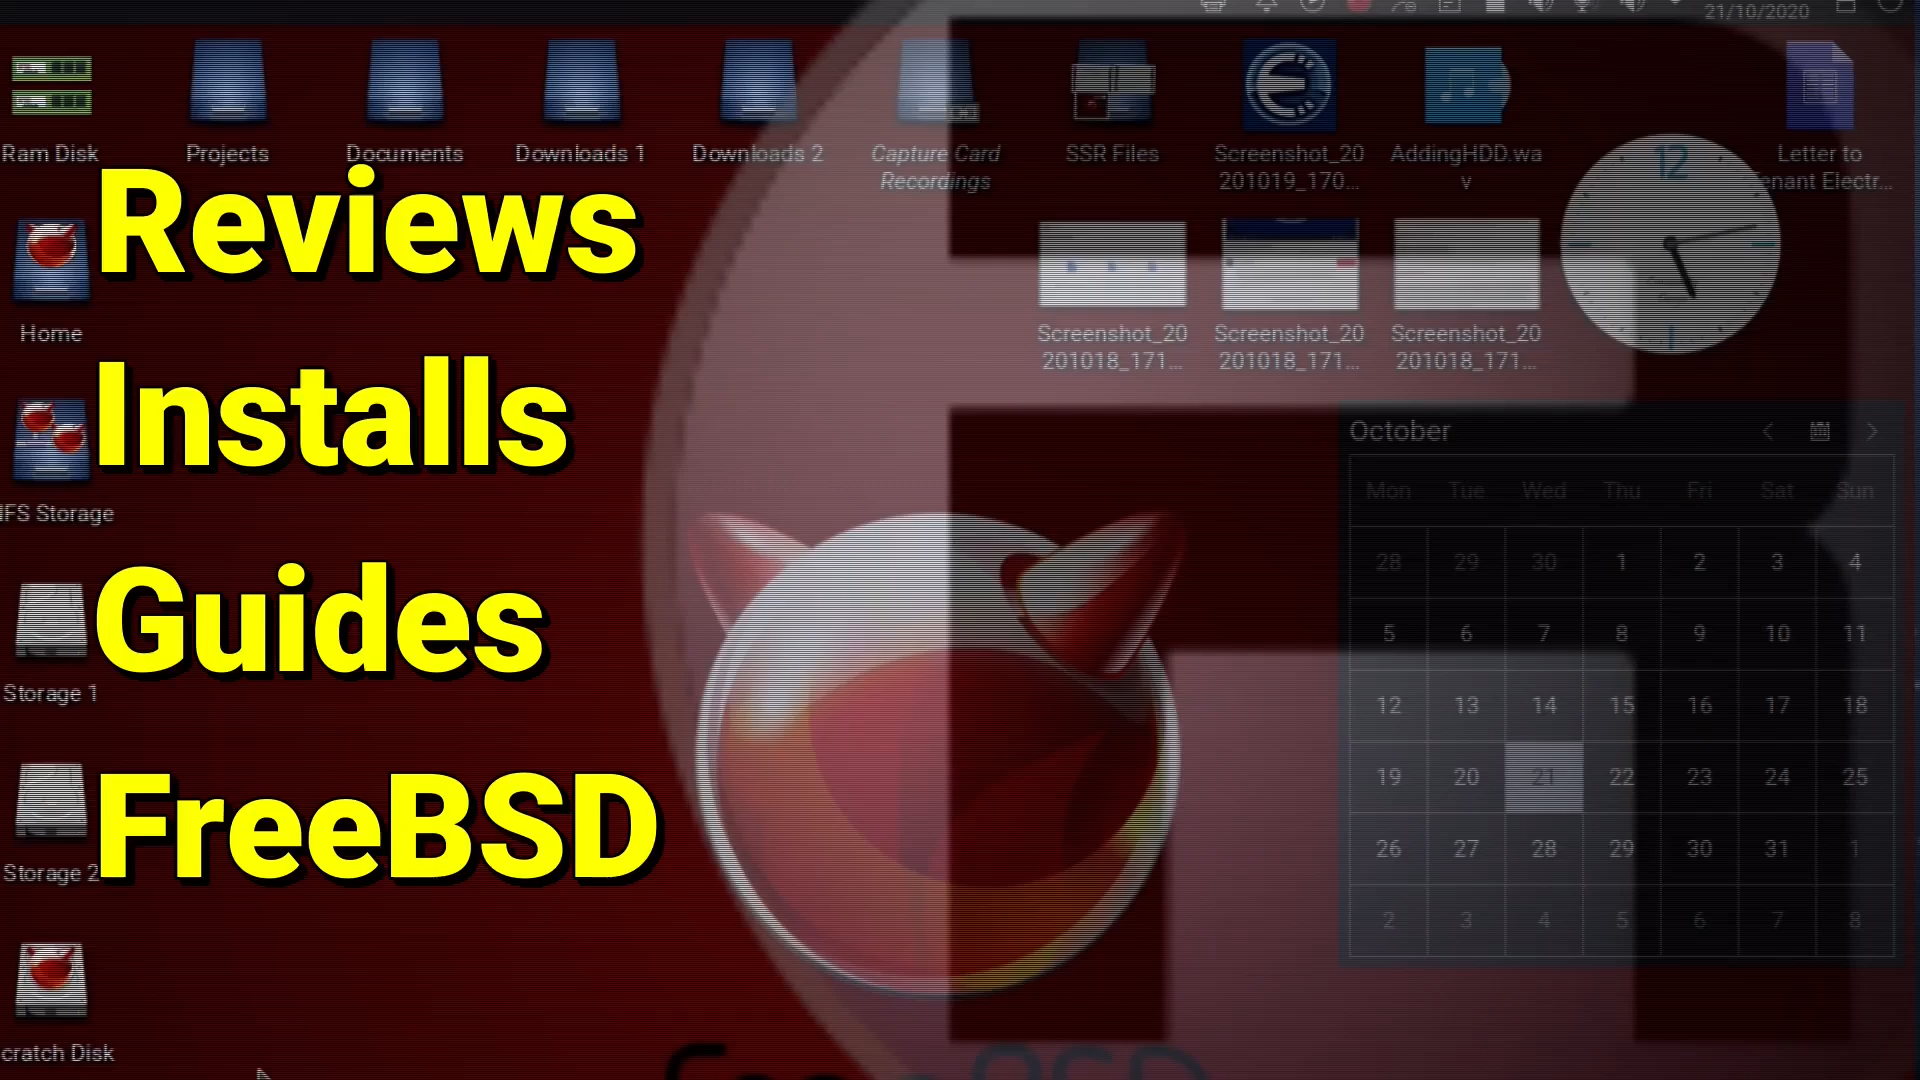 21/10/2020
Ram Disk
Projects
Documents
Downloads 1
Downloads 2
Capture Card
Recordings
SSR Files
Screenshot_20
201019_170...
AddingHDD.wa
v
12
Letter to
enant Electr...
Reviews
Home
Screenshot_20
201018_171...
Screenshot_20
201018_171...
Screenshot_20
201018_171...
Installs
FS Storage
October
Mon Tue Wed Thu Fri Sat Sun
28 29 30 1 2 3 4
5 6 7 8 9 10 11
12 13 14 15 16 17 18
19 20 21 22 23 24 25
26 27 28 29 30 31 1
2 3 4 5 6 7 8
Guides
Storage 1
FreeBSD
Storage 2
cratch Disk